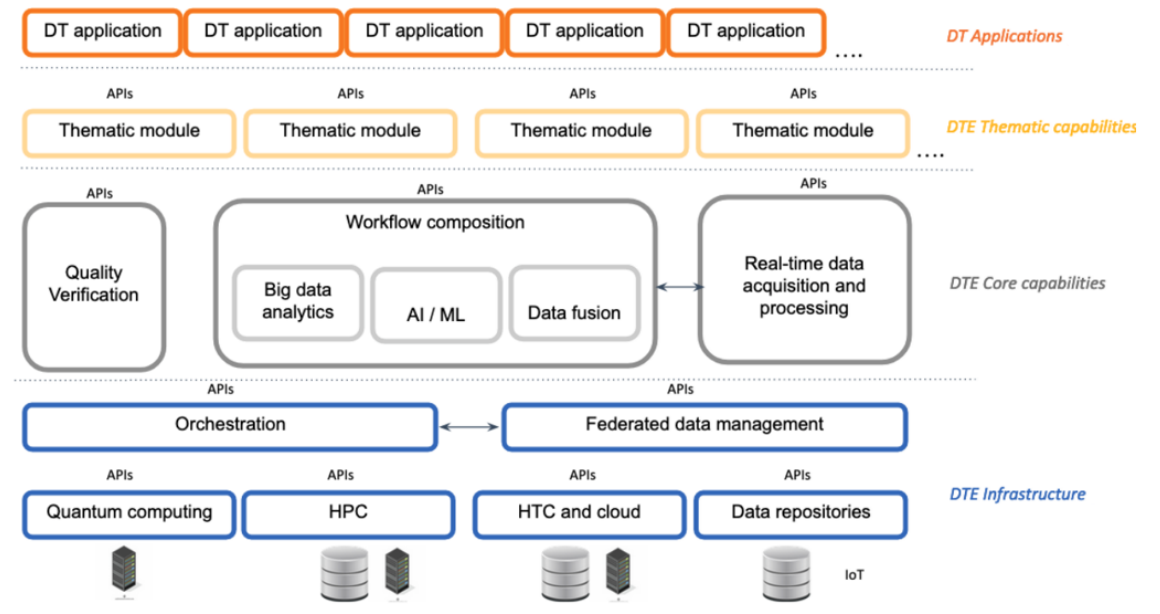 DT application
DT application
DT application
DT application
DT application
....
DT Applications
APIs
APIs
APIs
APIs
Thematic module
Thematic module
Thematic module
Thematic module
....
DTE Thematic capabilities
APIs
APIs
APIs
Quality
Verification
Workflow composition
Big data
analytics
AI / ML
Data fusion
Real-time data
acquisition and
processing
DTE Core capabilities
APIs
APIs
Orchestration
Federated data management
APIs
APIs
APIs
APIs
Quantum computing
HPC
HTC and cloud
Data repositories
DTE Infrastructure
IoT